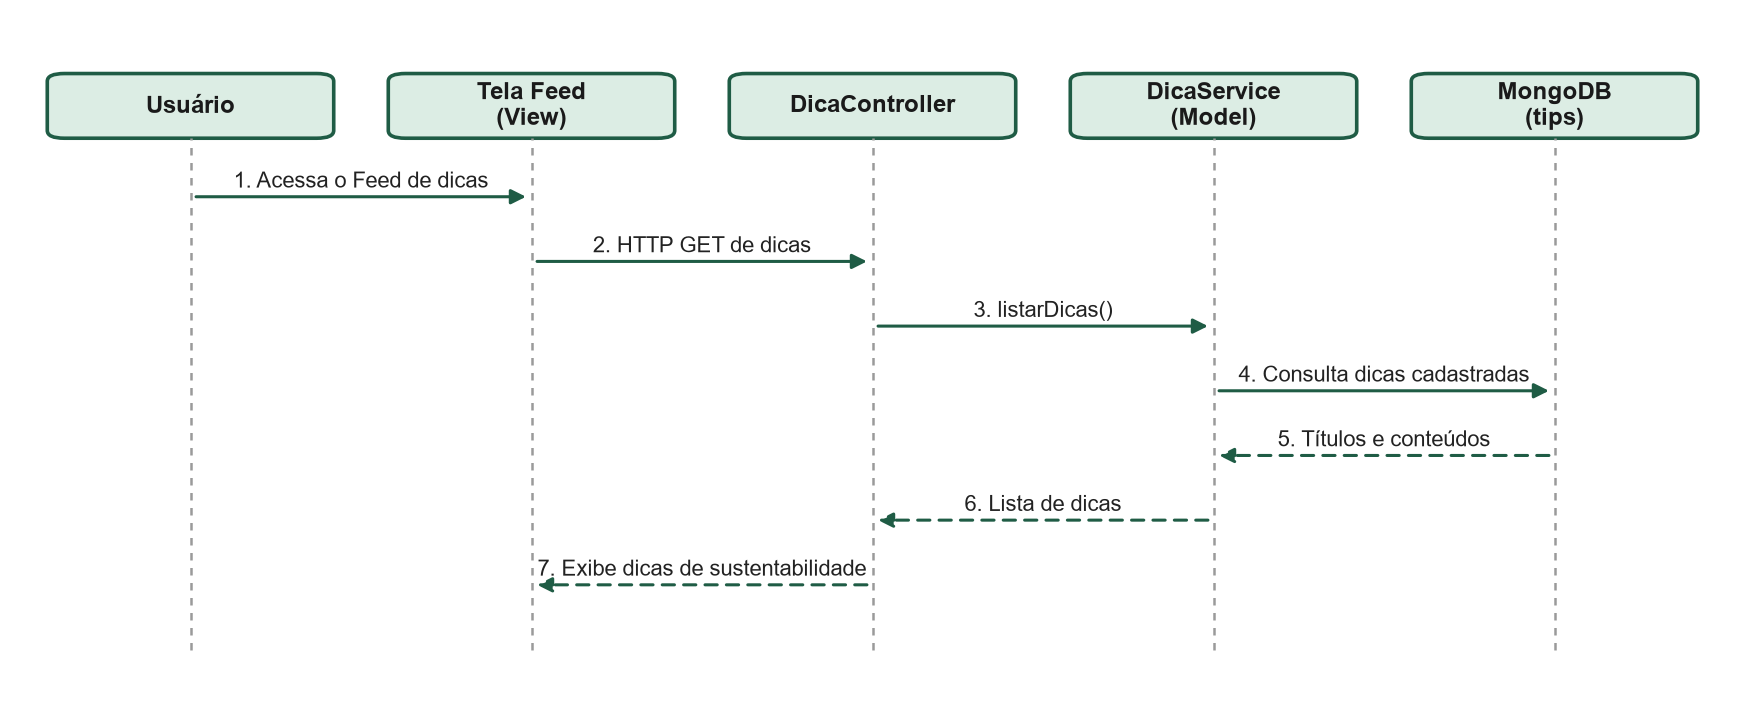 Usuário
Tela Feed
(View)
DicaController
DicaService
(Model)
MongoDB
(tips)
1. Acessa o Feed de dicas
2. HTTP GET de dicas
3. listarDicas()
4. Consulta dicas cadastradas
5. Títulos e conteúdos
6. Lista de dicas
7. Exibe dicas de sustentabilidade